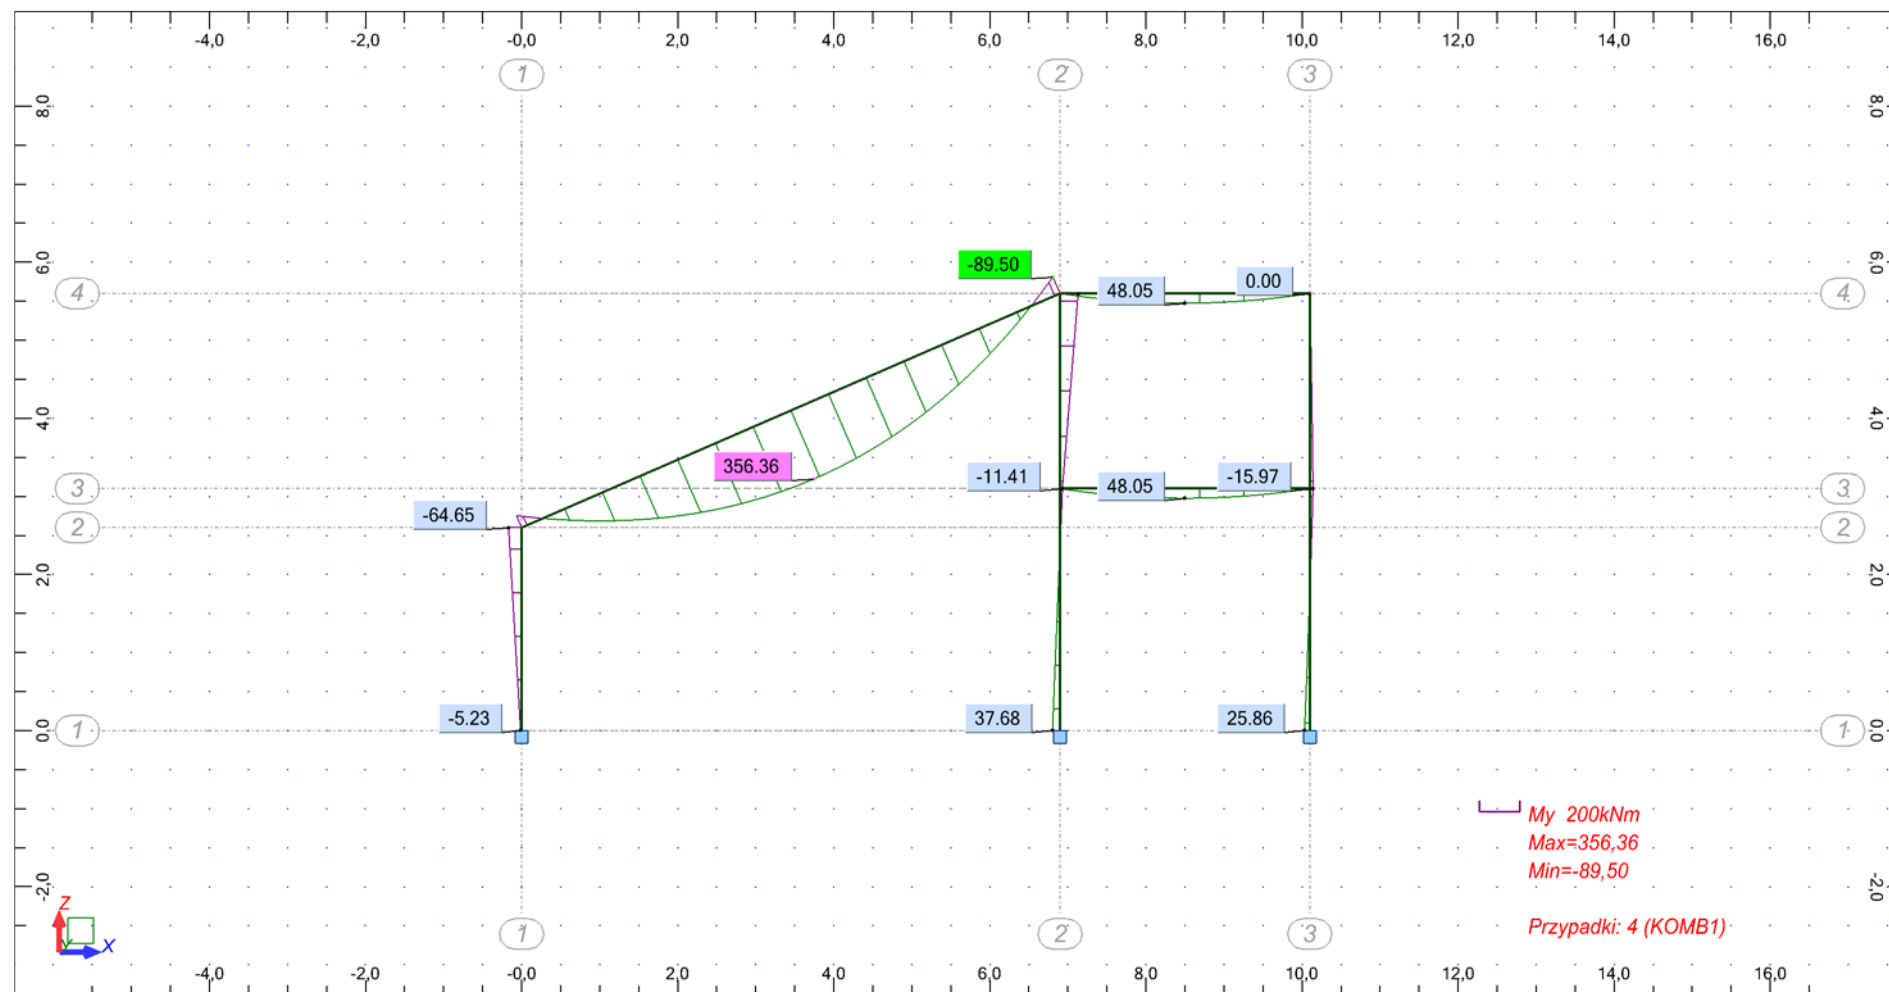 -4,0 -2,0 -0,0 2,0 4,0 6,0 8,0 10,0 12,0 14,0 16,0
1 2 3
8,0 8,0
6,0 6,0
-89.50
48.05 0.00
4 4
4,0 4,0
356.36
-11.41 48.05 -15.97
3 3
-64.65
2 2
2,0 2,0
-5.23 37.68 25.86
0,0 1 1 0,0
My 200kNm
Max=356,36
Min=-89,50
-2,0 -2,0
Przypadki: 4 (KOMB1)
Z
Y X
1 2 3
-4,0 -2,0 -0,0 2,0 4,0 6,0 8,0 10,0 12,0 14,0 16,0